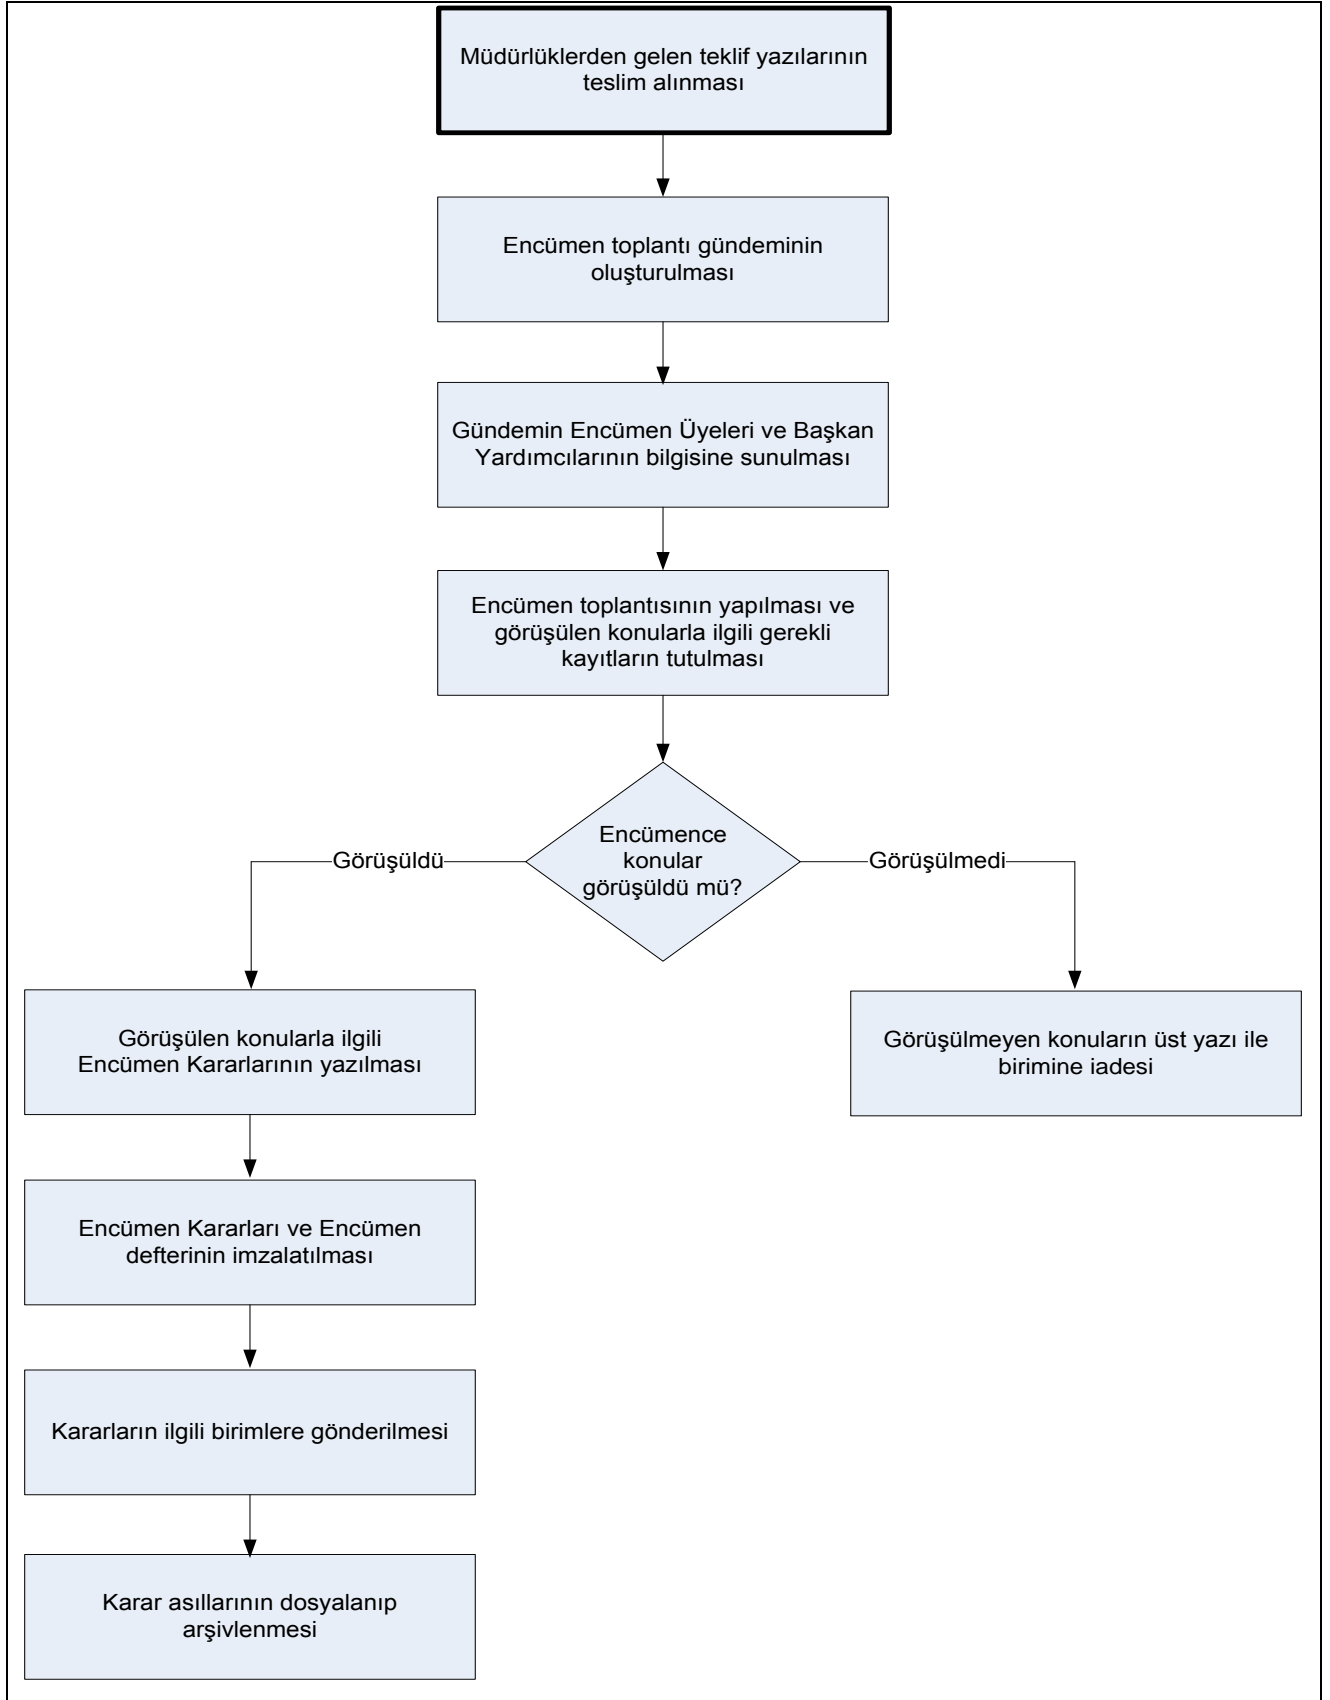 Müdürlüklerden gelen teklif yazılarının
teslim alınması
Encümen toplantı gündeminin
oluşturulması
Gündemin Encümen Üyeleri ve Başkan
Yardımcılarının bilgisine sunulması
Encümen toplantısının yapılması ve
görüşülen konularla ilgili gerekli
kayıtların tutulması
Encümence
konular
görüşüldü mü?
Görüşüldü
Görüşülmedi
Görüşülen konularla ilgili
Encümen Kararlarının yazılması
Görüşülmeyen konuların üst yazı ile
birimine iadesi
Encümen Kararları ve Encümen
defterinin imzalatılması
Kararların ilgili birimlere gönderilmesi
Karar asıllarının dosyalanıp
arşivlenmesi